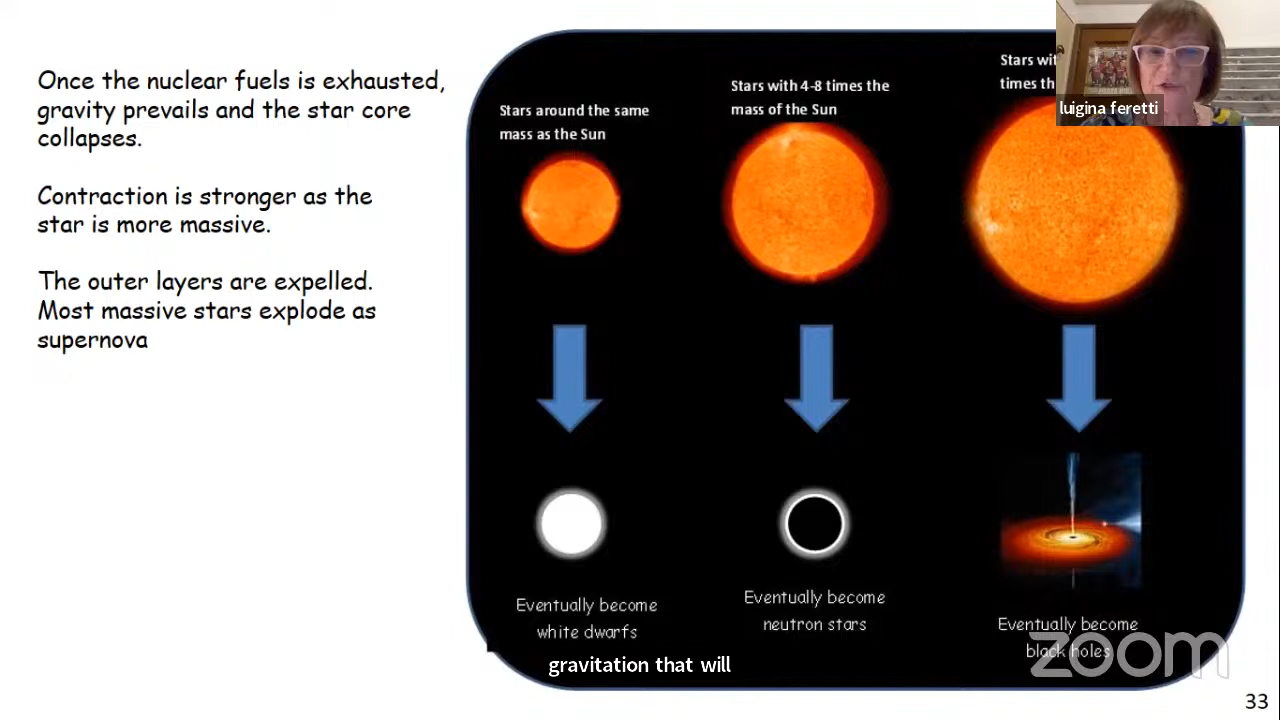 Once the nuclear fuels is exhausted,
gravity prevails and the star core
collapses.
Contraction is stronger as the
star is more massive.
The outer layers are expelled.
Most massive stars explode as
supernova
Stars around the same
mass as the Sun
Stars with 4-8 times the
mass of the Sun
Stars
times
luigina feretti
Eventually become
white dwarfs
Eventually become
neutron stars
Eventually become
black holes
gravitation that will
zoom
33